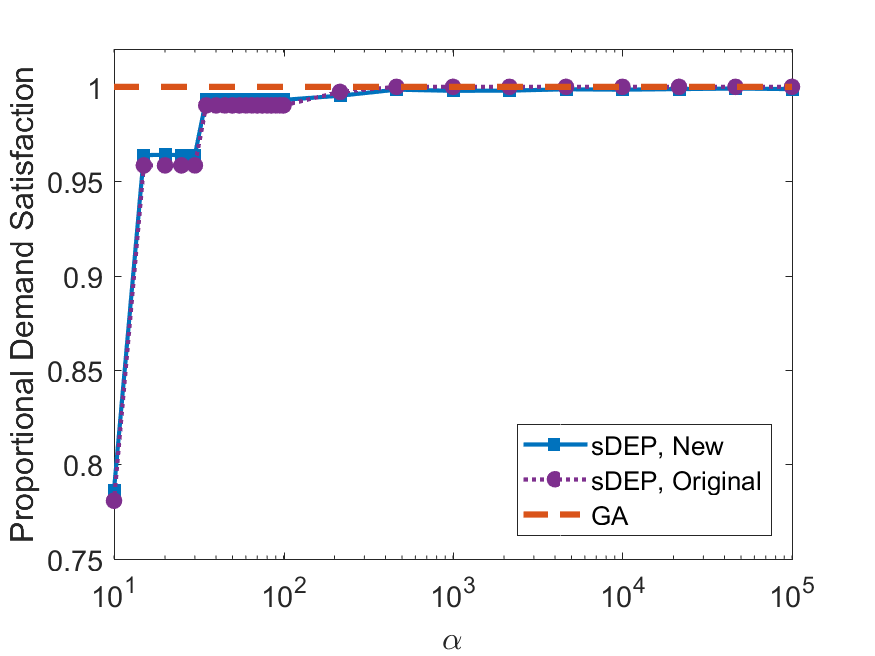 Proportional Demand Satisfaction
1
0.95
0.9
0.85
0.8
0.75
10^1
10^2
10^3
10^4
10^5
α
sDEP, New
sDEP, Original
GA